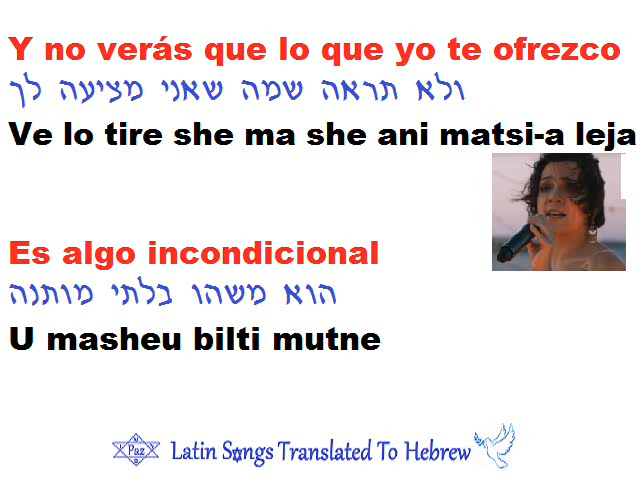 Y no verás que lo que yo te ofrezco
ולא תראה שמה שאני מציעה לך
Ve lo tire she ma she ani matsi-a leja
Es algo incondicional
הוא משהו בלתי מותנה
U masheu bilti mutne
Paz
Latin Songs Translated To Hebrew